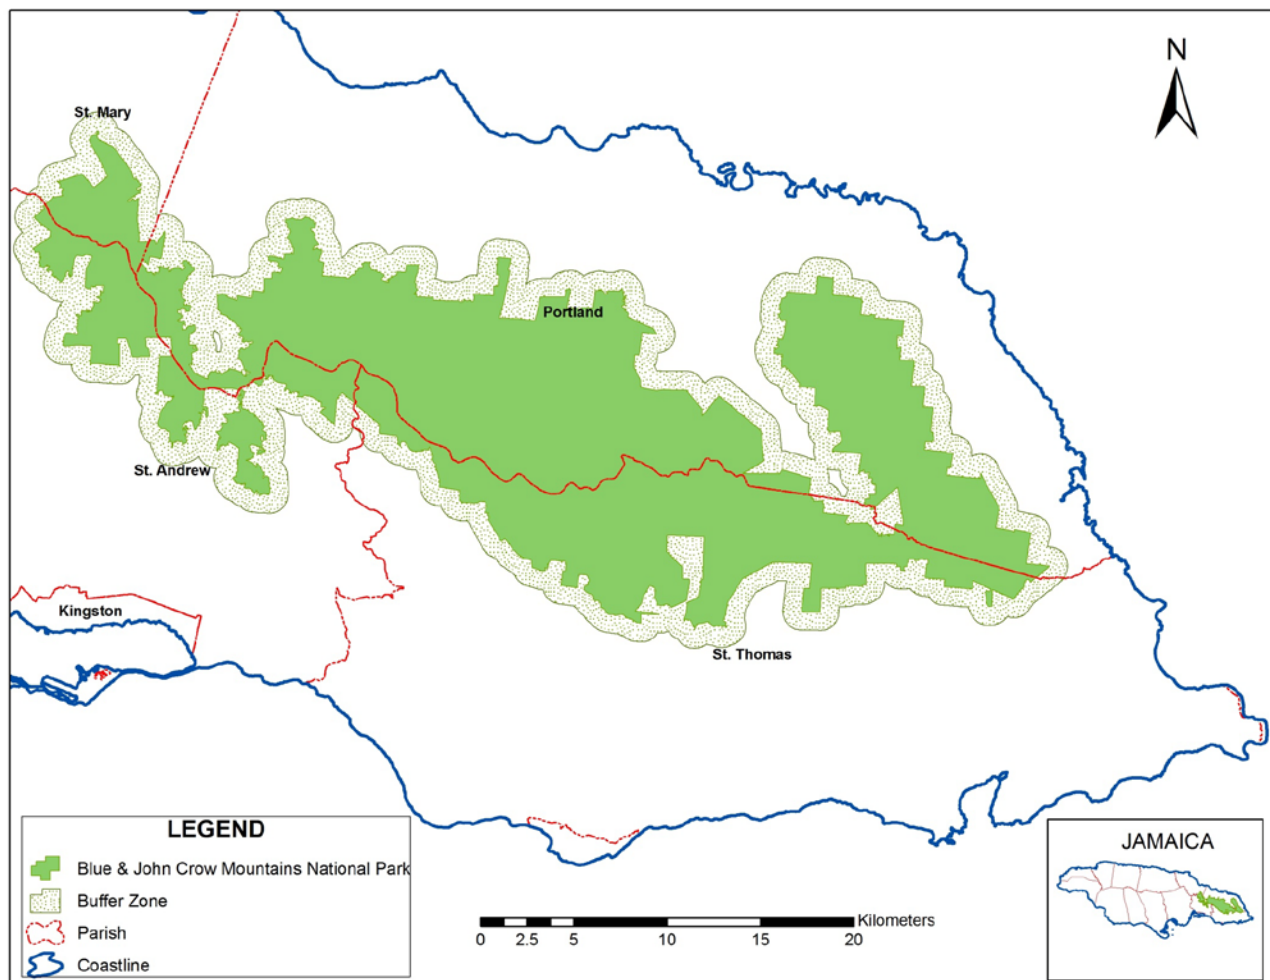 N
St. Mary
Portland
St. Andrew
Kingston
St. Thomas
LEGEND
Blue & John Crow Mountains National Park
Buffer Zone
Parish
Coastline
Kilometers
0 2.5 5 10 15 20
JAMAICA